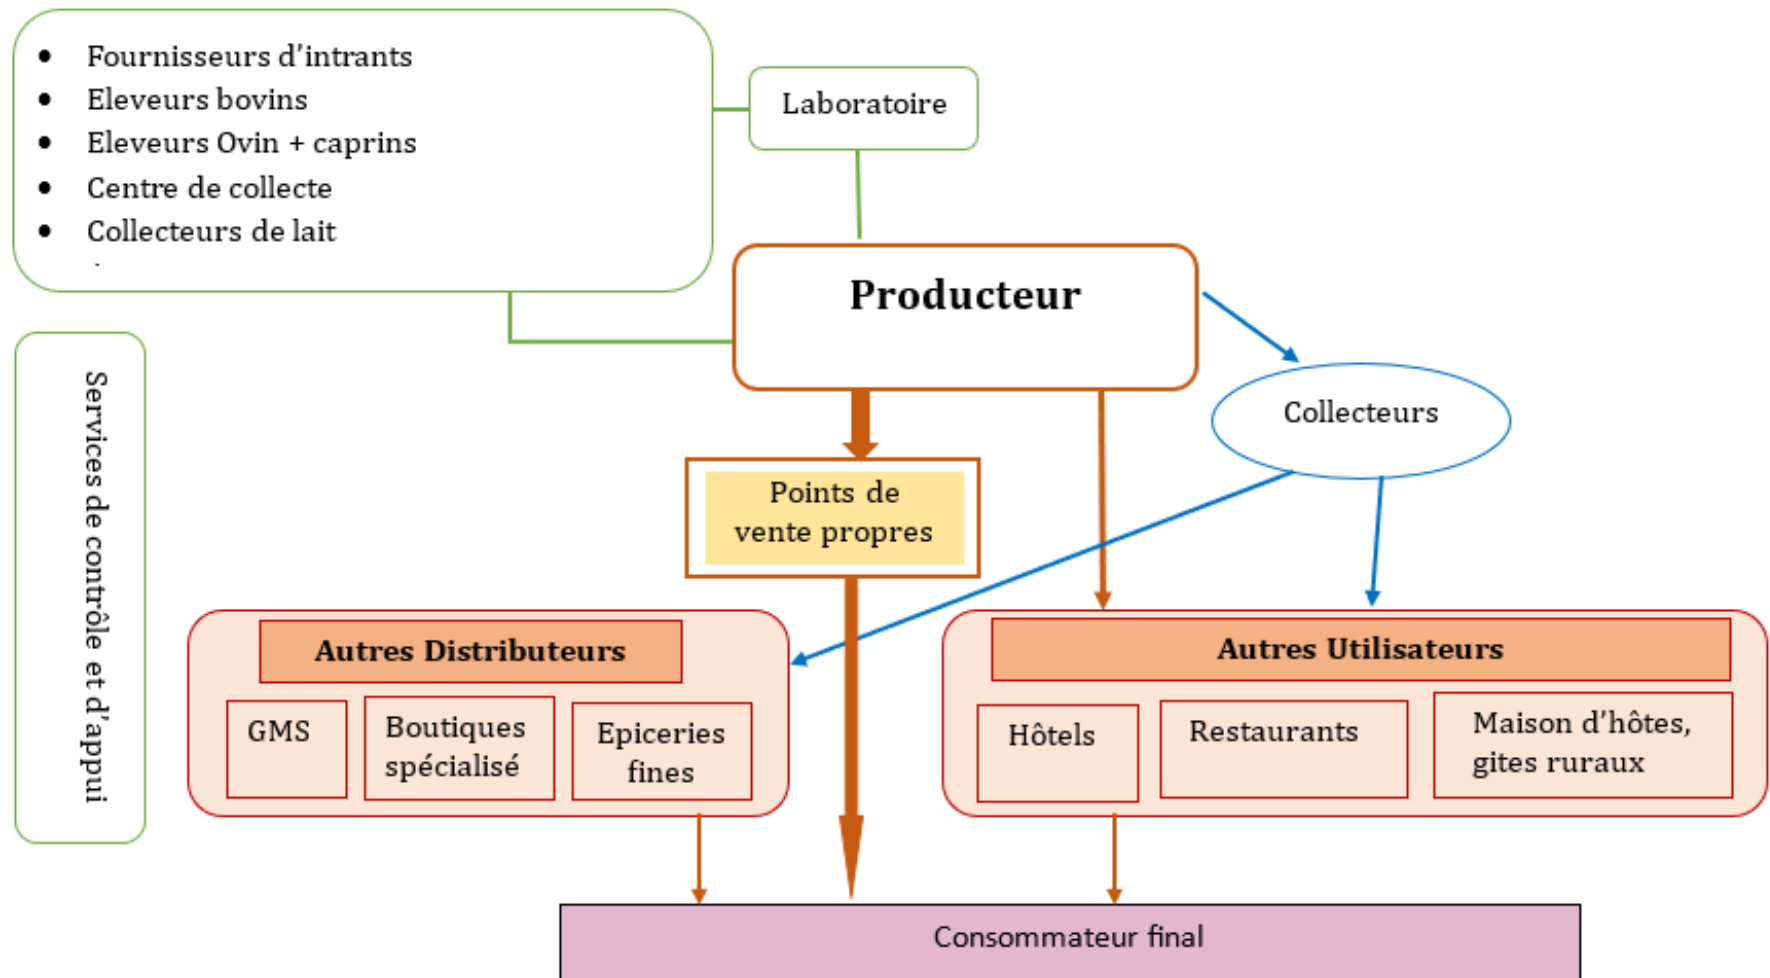 Fournisseurs d'intrants
Eleveurs bovins
Eleveurs Ovin + caprins
Centre de collecte
Collecteurs de lait
Laboratoire
Producteur
Collecteurs
Services de contrôle et d'appui
Points de
vente propres
Autres Distributeurs
GMS
Boutiques
spécialisé
Epiceries
fines
Autres Utilisateurs
Hôtels
Restaurants
Maison d'hôtes,
gites ruraux
Consommateur final